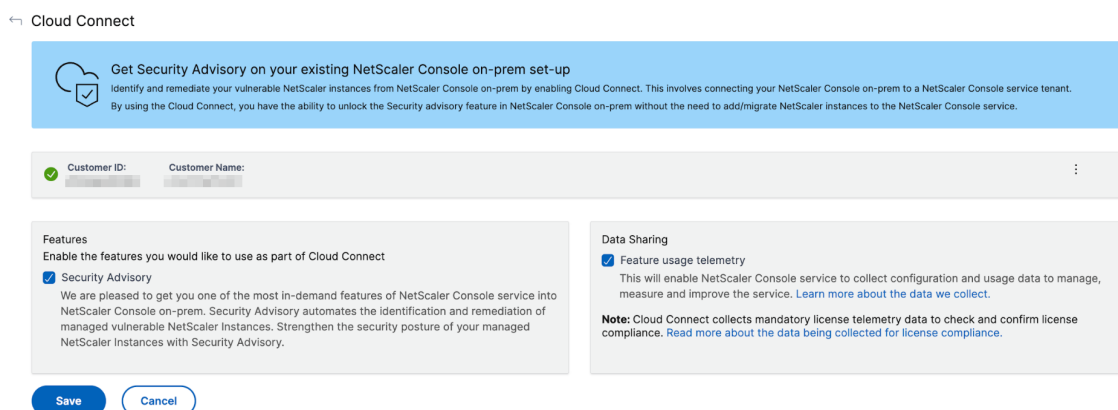 Cloud Connect
Get Security Advisory on your existing NetScaler Console on-prem set-up
Identify and remediate your vulnerable NetScaler instances from NetScaler Console on-prem by enabling Cloud Connect. This involves connecting your NetScaler Console on-prem to a NetScaler Console service tenant.
By using the Cloud Connect, you have the ability to unlock the Security advisory feature in NetScaler Console on-prem without the need to add/migrate NetScaler instances to the NetScaler Console service.
Customer ID: Customer Name:
Features
Enable the features you would like to use as part of Cloud Connect
Security Advisory
We are pleased to get you one of the most in-demand features of NetScaler Console service into
NetScaler Console on-prem. Security Advisory automates the identification and remediation of
managed vulnerable NetScaler Instances. Strengthen the security posture of your managed
NetScaler Instances with Security Advisory.
Data Sharing
Feature usage telemetry
This will enable NetScaler Console service to collect configuration and usage data to manage,
measure and improve the service. Learn more about the data we collect.
Note: Cloud Connect collects mandatory license telemetry data to check and confirm license
compliance. Read more about the data being collected for license compliance.
Save Cancel